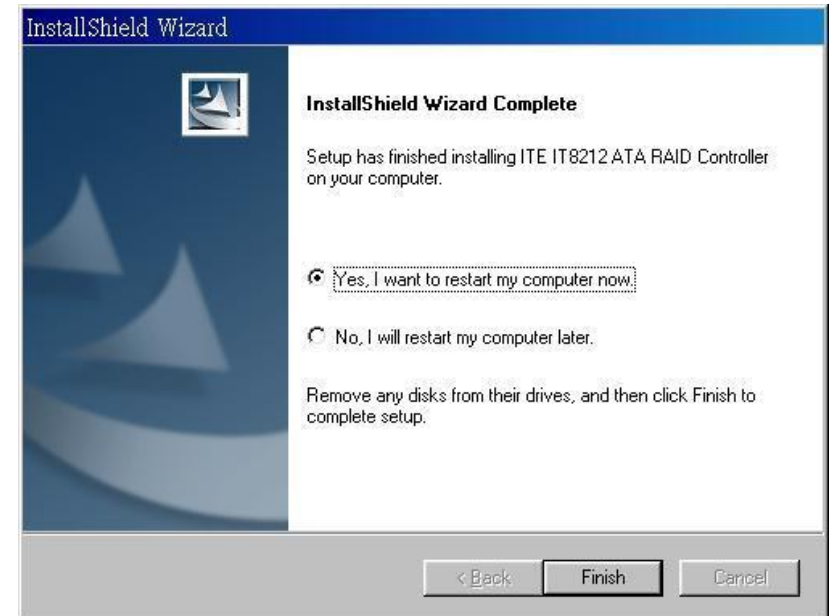 InstallShield Wizard
InstallShield Wizard Complete
Setup has finished installing ITE IT8212 ATA RAID Controller
on your computer.
Yes, I want to restart my computer now.
No, I will restart my computer later.
Remove any disks from their drives, and then click Finish to
complete setup.
< Back Finish Cancel